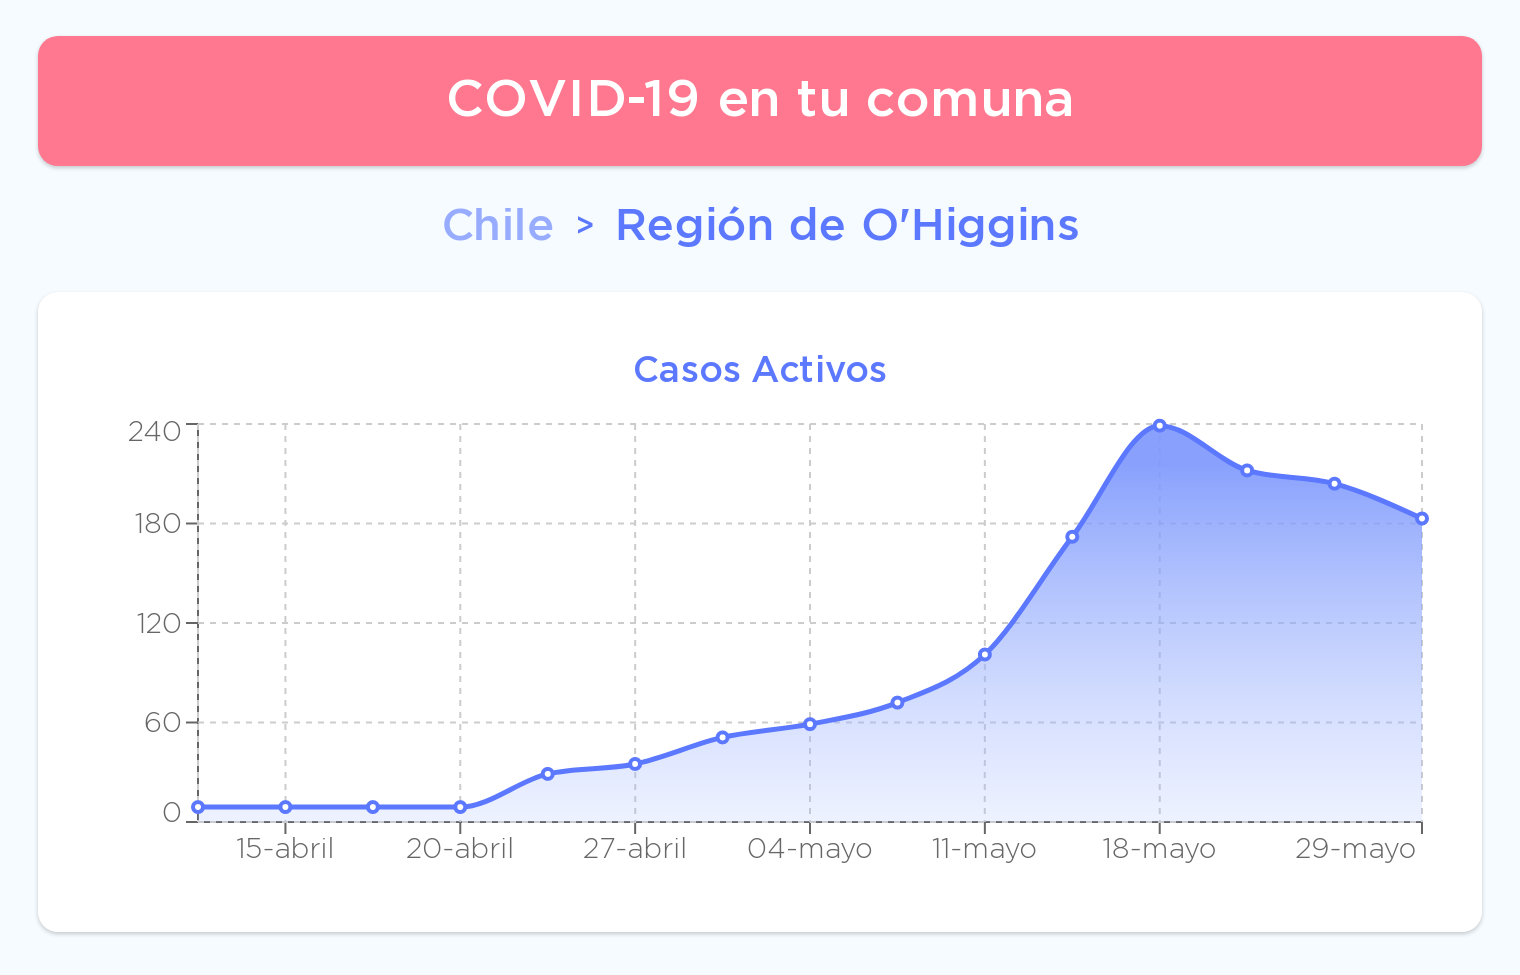 COVID-19 en tu comuna
Chile > Región de O'Higgins
Casos Activos
240
180
120
60
0
15-abril 20-abril 27-abril 04-mayo 11-mayo 18-mayo 29-mayo